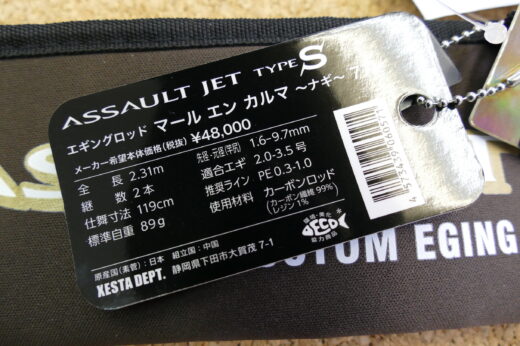 ASSAULT JET TYPE S
エギングロッド マール エン カルマ ～ナギ～
メーカー希望本体価格(税抜) ¥48,000
全長 2.31m 先径-元径(竿剤) 1.6-9.7mm
継数 2本 適合エギ 2.0-3.5号
仕舞寸法 119cm 推奨ライン PE 0.3-1.0
標準自重 89g 使用材料 カーボンロッド
(カーボン繊維 99% レジン 1%)
原産国(素管):日本 組立国:中国
XESTA DEPT. 静岡県下田市大賀茂 7-1
DECO
CUSTOM EGING